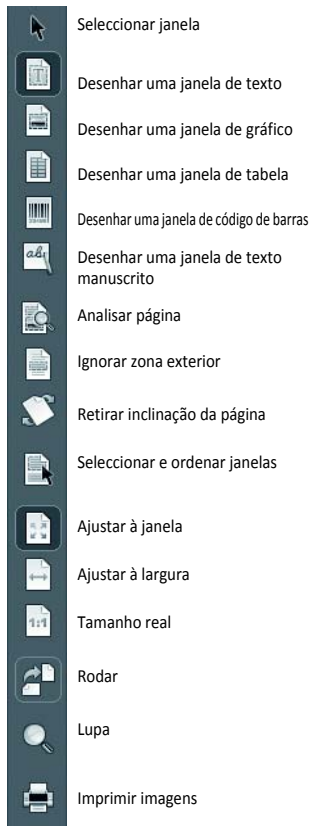 Seleccionar janela
Desenhar uma janela de texto
Desenhar uma janela de gráfico
Desenhar uma janela de tabela
Desenhar uma janela de código de barras
Desenhar uma janela de texto
manuscrito
Analisar página
Ignorar zona exterior
Retirar inclinação da página
Seleccionar e ordenar janelas
Ajustar à janela
Ajustar à largura
1:1 Tamanho real
Rodar
Lupa
Imprimir imagens